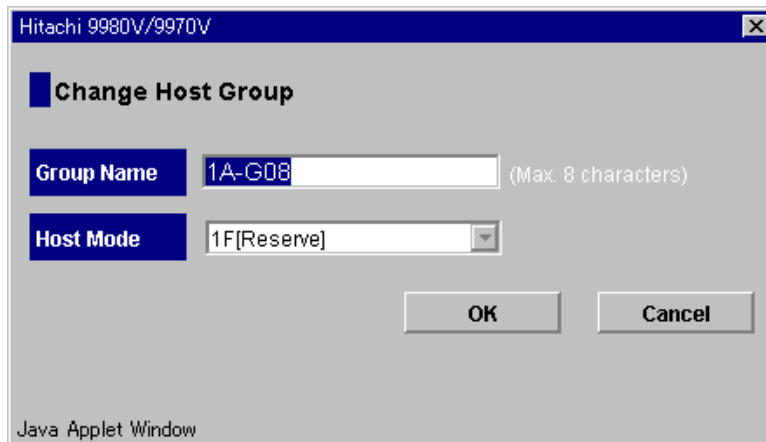 Hitachi 9980V/9970V
Change Host Group
Group Name 1A-G08 (Max. 8 characters)
Host Mode 1F[Reserve]
OK Cancel
Java Applet Window